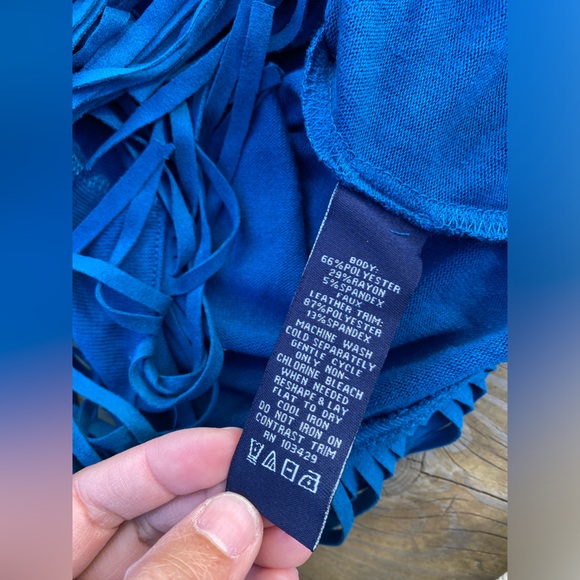 BODY:
66%POLYESTER
29%RAYON
5%SPANDEX
FAUX
LEATHER TRIM:
87%POLYESTER
13%SPANDEX
MACHINE WASH
COLD SEPARATELY
GENTLE CYCLE
ONLY NON-
CHLORINE BLEACH
WHEN NEEDED
RESHAPE & LAY
FLAT TO DRY
COOL IRON
DO NOT IRON ON
CONTRAST TRIM
RN 103429